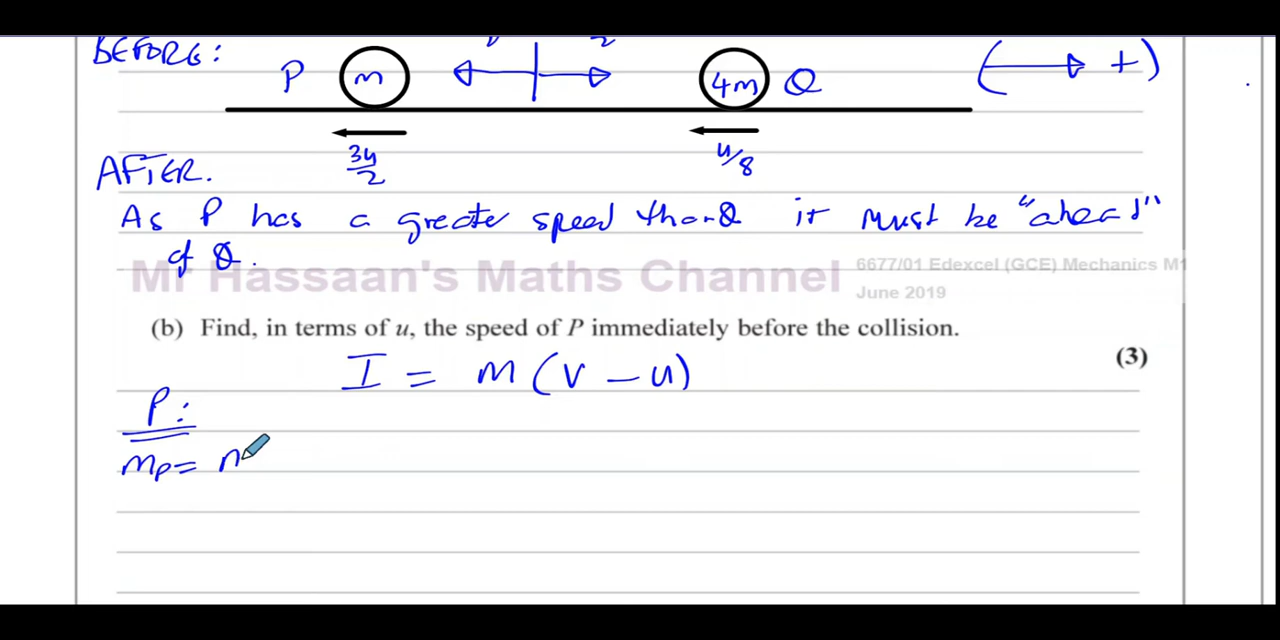 BEFORE:
P m 4m Q ( +)
3u/2 u/8
AFTER.
As P has a greater speed than Q it must be "ahead"
of Q.
Mr Hassaan's Maths Channel
6677/01 Edexcel (GCE) Mechanics M1
June 2019
(b) Find, in terms of u, the speed of P immediately before the collision.
(3)
I = m (v - u)
P:
mp =